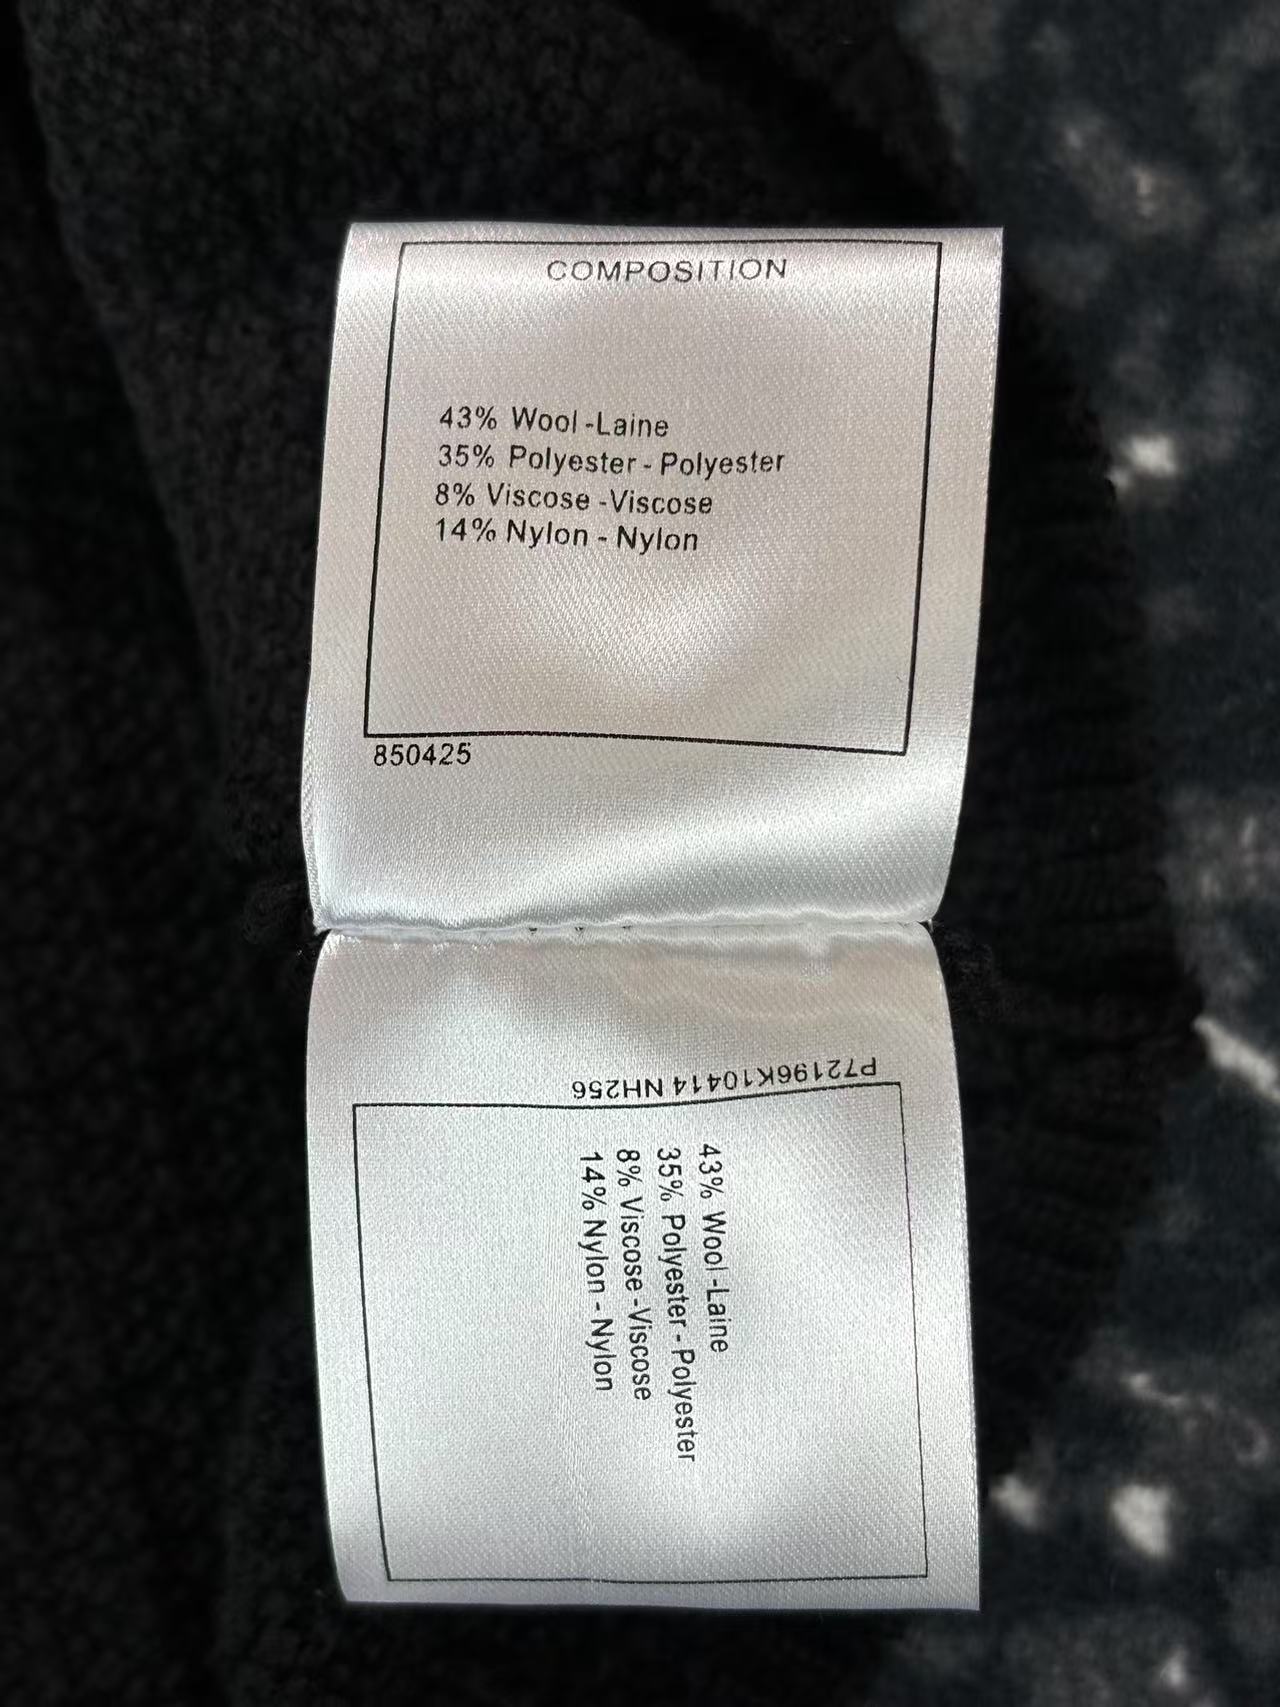 COMPOSITION
43% Wool -Laine
35% Polyester - Polyester
8% Viscose -Viscose
14% Nylon - Nylon
850425
P72196K10414 NH256
43% Wool -Laine
35% Polyester - Polyester
8% Viscose -Viscose
14% Nylon - Nylon